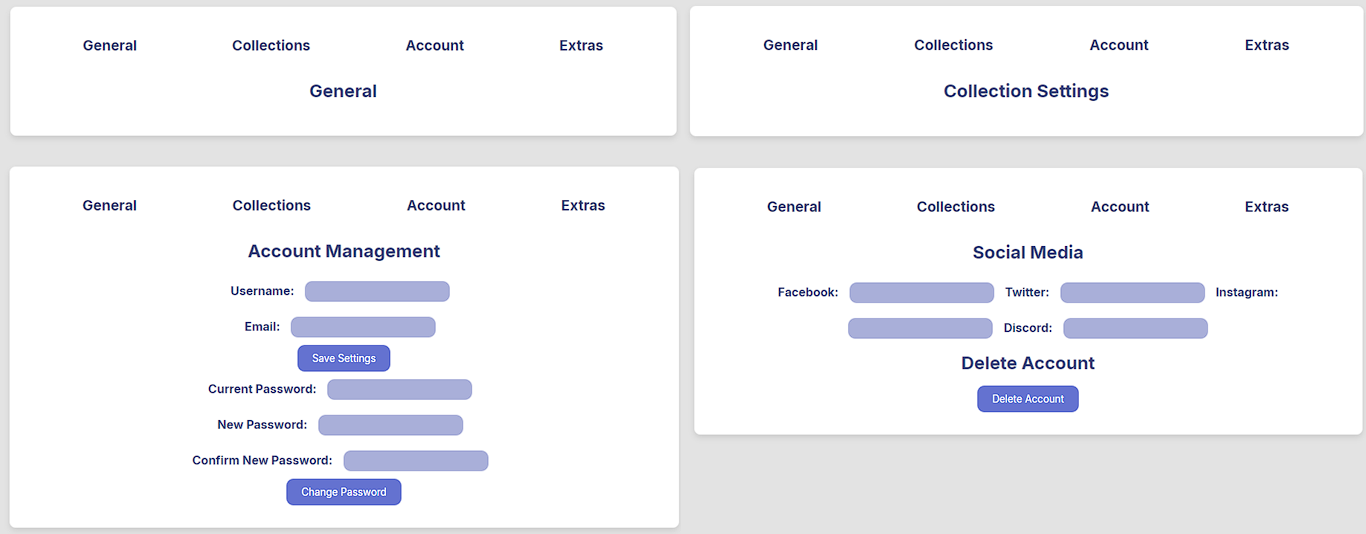 General Collections Account Extras
General
General Collections Account Extras
Collection Settings
General Collections Account Extras
Account Management
Username:
Email:
Save Settings
Current Password:
New Password:
Confirm New Password:
Change Password
General Collections Account Extras
Social Media
Facebook: Twitter: Instagram:
Discord:
Delete Account
Delete Account